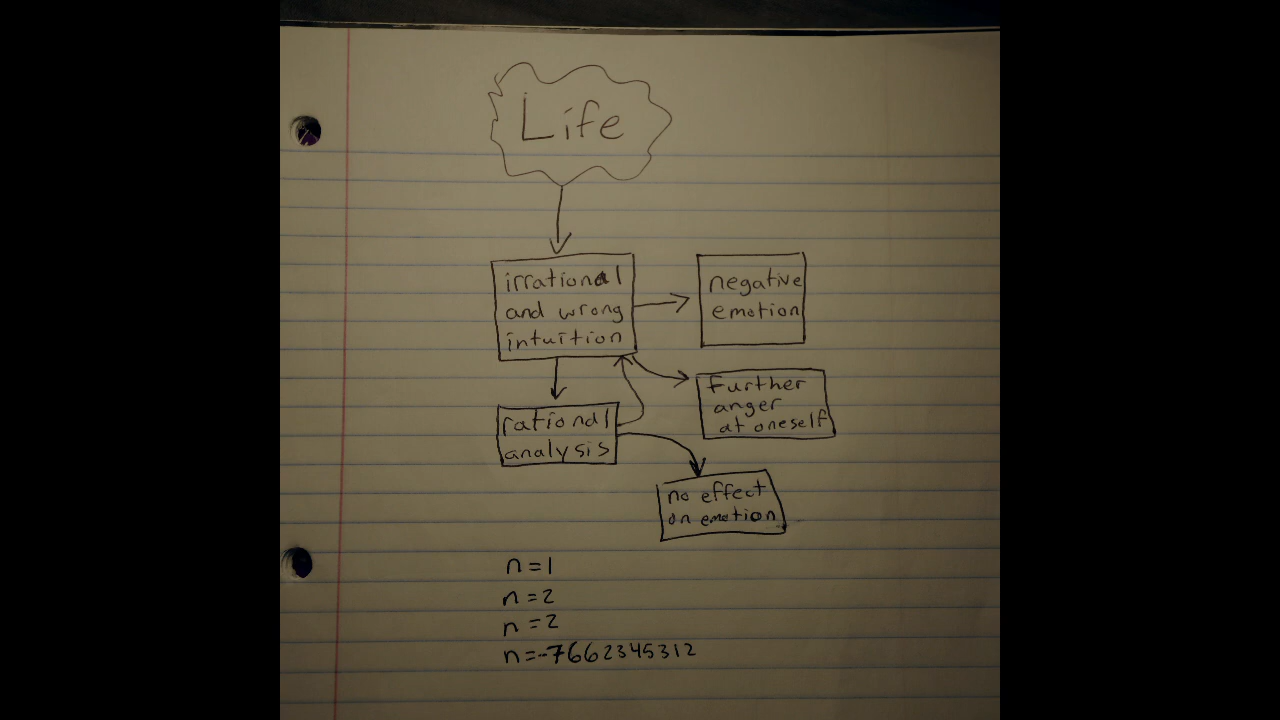 Life
irrational
and wrong
intuition
negative
emotion
further
anger
at oneself
rational
analysis
no effect
on emotion
n=1
n=2
n=2
n=-7662345312